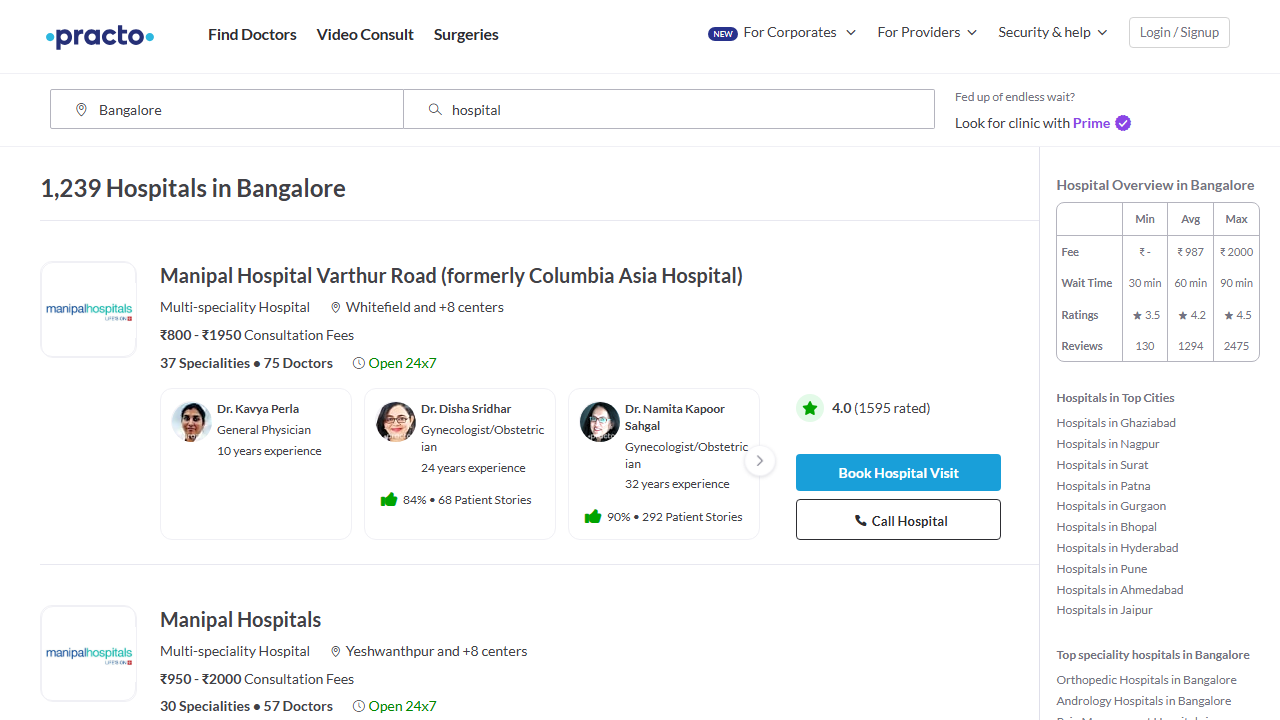 practo
Find Doctors
Video Consult
Surgeries
NEW For Corporates
For Providers
Security & help
Login / Signup
Bangalore
hospital
Fed up of endless wait?
Look for clinic with Prime
1,239 Hospitals in Bangalore
manipalhospitals
LIFE'S ON
Manipal Hospital Varthur Road (formerly Columbia Asia Hospital)
Multi-speciality Hospital
Whitefield and +8 centers
₹800 - ₹1950 Consultation Fees
37 Specialities ● 75 Doctors
Open 24x7
Dr. Kavya Perla
General Physician
10 years experience
Dr. Disha Sridhar
Gynecologist/Obstetric
ian
24 years experience
84% ● 68 Patient Stories
Dr. Namita Kapoor
Sahgal
Gynecologist/Obstetric
ian
32 years experience
90% ● 292 Patient Stories
4.0 (1595 rated)
Book Hospital Visit
Call Hospital
manipalhospitals
LIFE'S ON
Manipal Hospitals
Multi-speciality Hospital
Yeshwanthpur and +8 centers
₹950 - ₹2000 Consultation Fees
30 Specialities ● 57 Doctors
Open 24x7
Hospital Overview in Bangalore
Min Avg Max
Fee ₹ - ₹ 987 ₹ 2000
Wait Time 30 min 60 min 90 min
Ratings ★ 3.5 ★ 4.2 ★ 4.5
Reviews 130 1294 2475
Hospitals in Top Cities
Hospitals in Ghaziabad
Hospitals in Nagpur
Hospitals in Surat
Hospitals in Patna
Hospitals in Gurgaon
Hospitals in Bhopal
Hospitals in Hyderabad
Hospitals in Pune
Hospitals in Ahmedabad
Hospitals in Jaipur
Top speciality hospitals in Bangalore
Orthopedic Hospitals in Bangalore
Andrology Hospitals in Bangalore